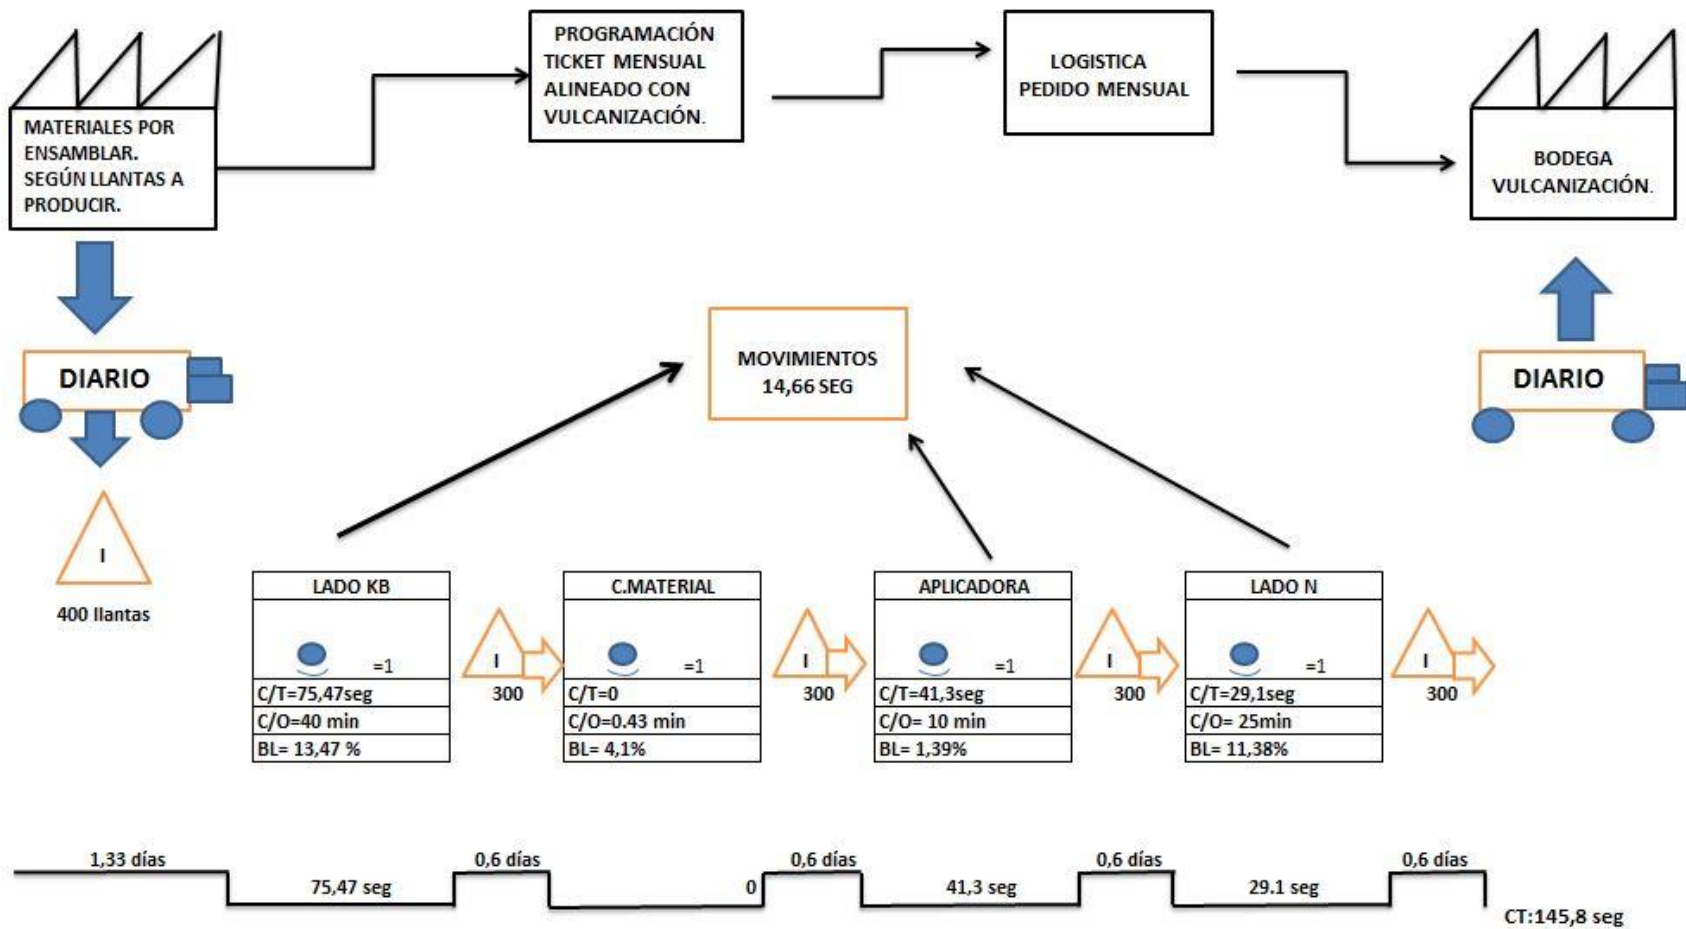 MATERIALES POR
ENSAMBLAR.
SEGÚN LLANTAS A
PRODUCIR.
PROGRAMACIÓN
TICKET MENSUAL
ALINEADO CON
VULCANIZACIÓN.
LOGISTICA
PEDIDO MENSUAL
BODEGA
VULCANIZACIÓN.
DIARIO
MOVIMIENTOS
14,66 SEG
DIARIO
I
400 llantas
LADO KB
=1
C/T=75,47seg
C/O=40 min
BL= 13,47 %
I
300
C.MATERIAL
=1
C/T=0
C/O=0.43 min
BL= 4,1%
I
300
APLICADORA
=1
C/T=41,3seg
C/O= 10 min
BL= 1,39%
I
300
LADO N
=1
C/T=29,1seg
C/O= 25min
BL= 11,38%
I
300
1,33 días
75,47 seg
0,6 días
0
0,6 días
41,3 seg
0,6 días
29.1 seg
0,6 días
CT:145,8 seg